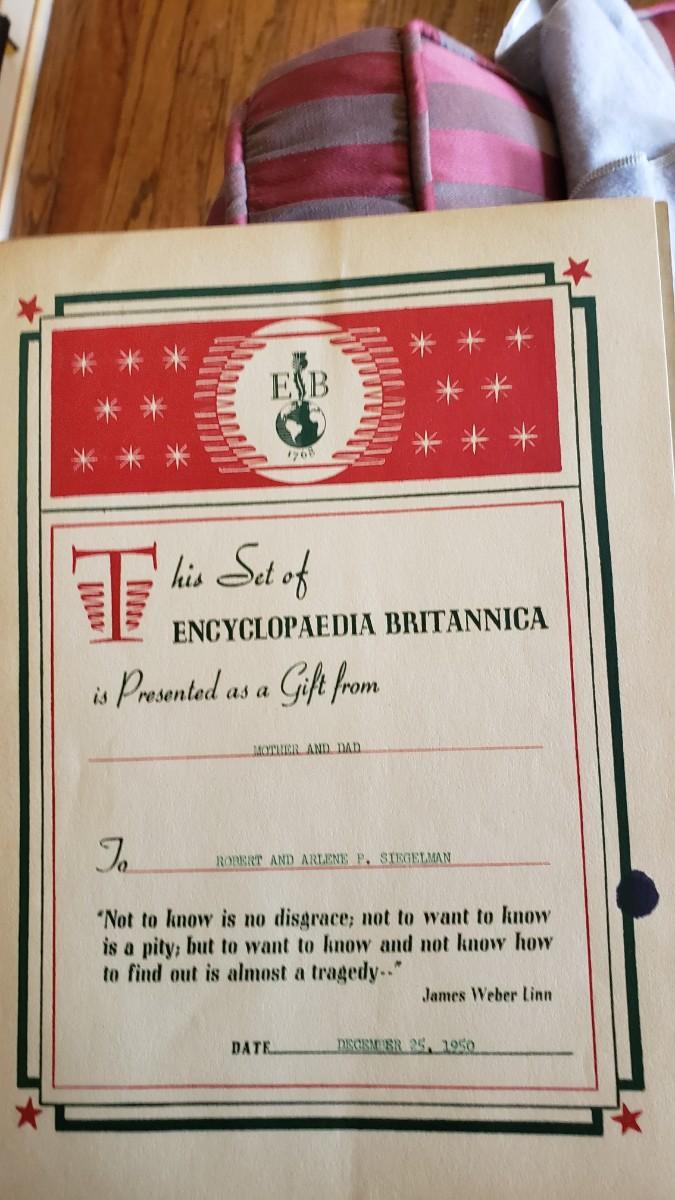 E B
1768
This Set of
ENCYCLOPAEDIA BRITANNICA
is Presented as a Gift from
MOTHER AND DAD
To ROBERT AND ARLENE P. SIEGELMAN
"Not to know is no disgrace; not to want to know
is a pity; but to want to know and not know how
to find out is almost a tragedy--"
James Weber Linn
DATE DECEMBER 25, 1950